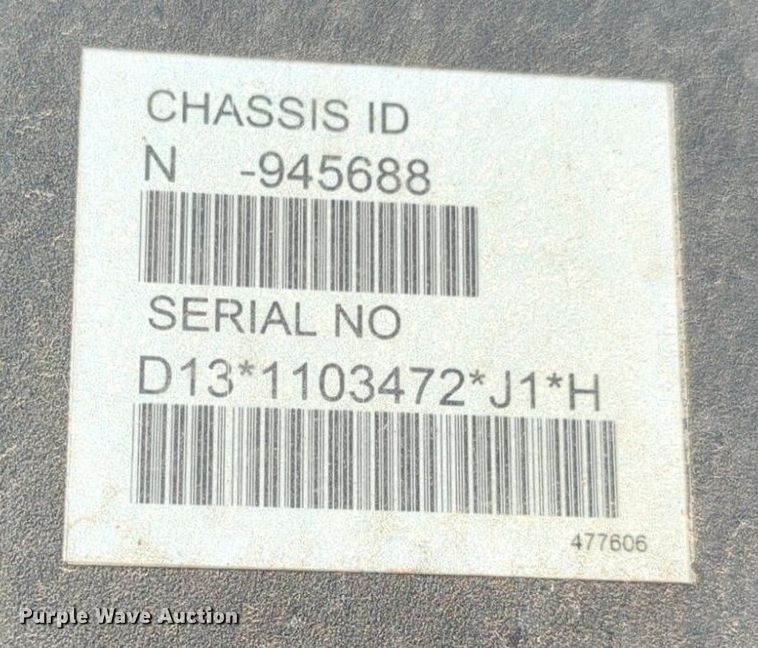 CHASSIS ID
N -945688
SERIAL NO
D13*1103472*J1*H
477606
Purple Wave Auction